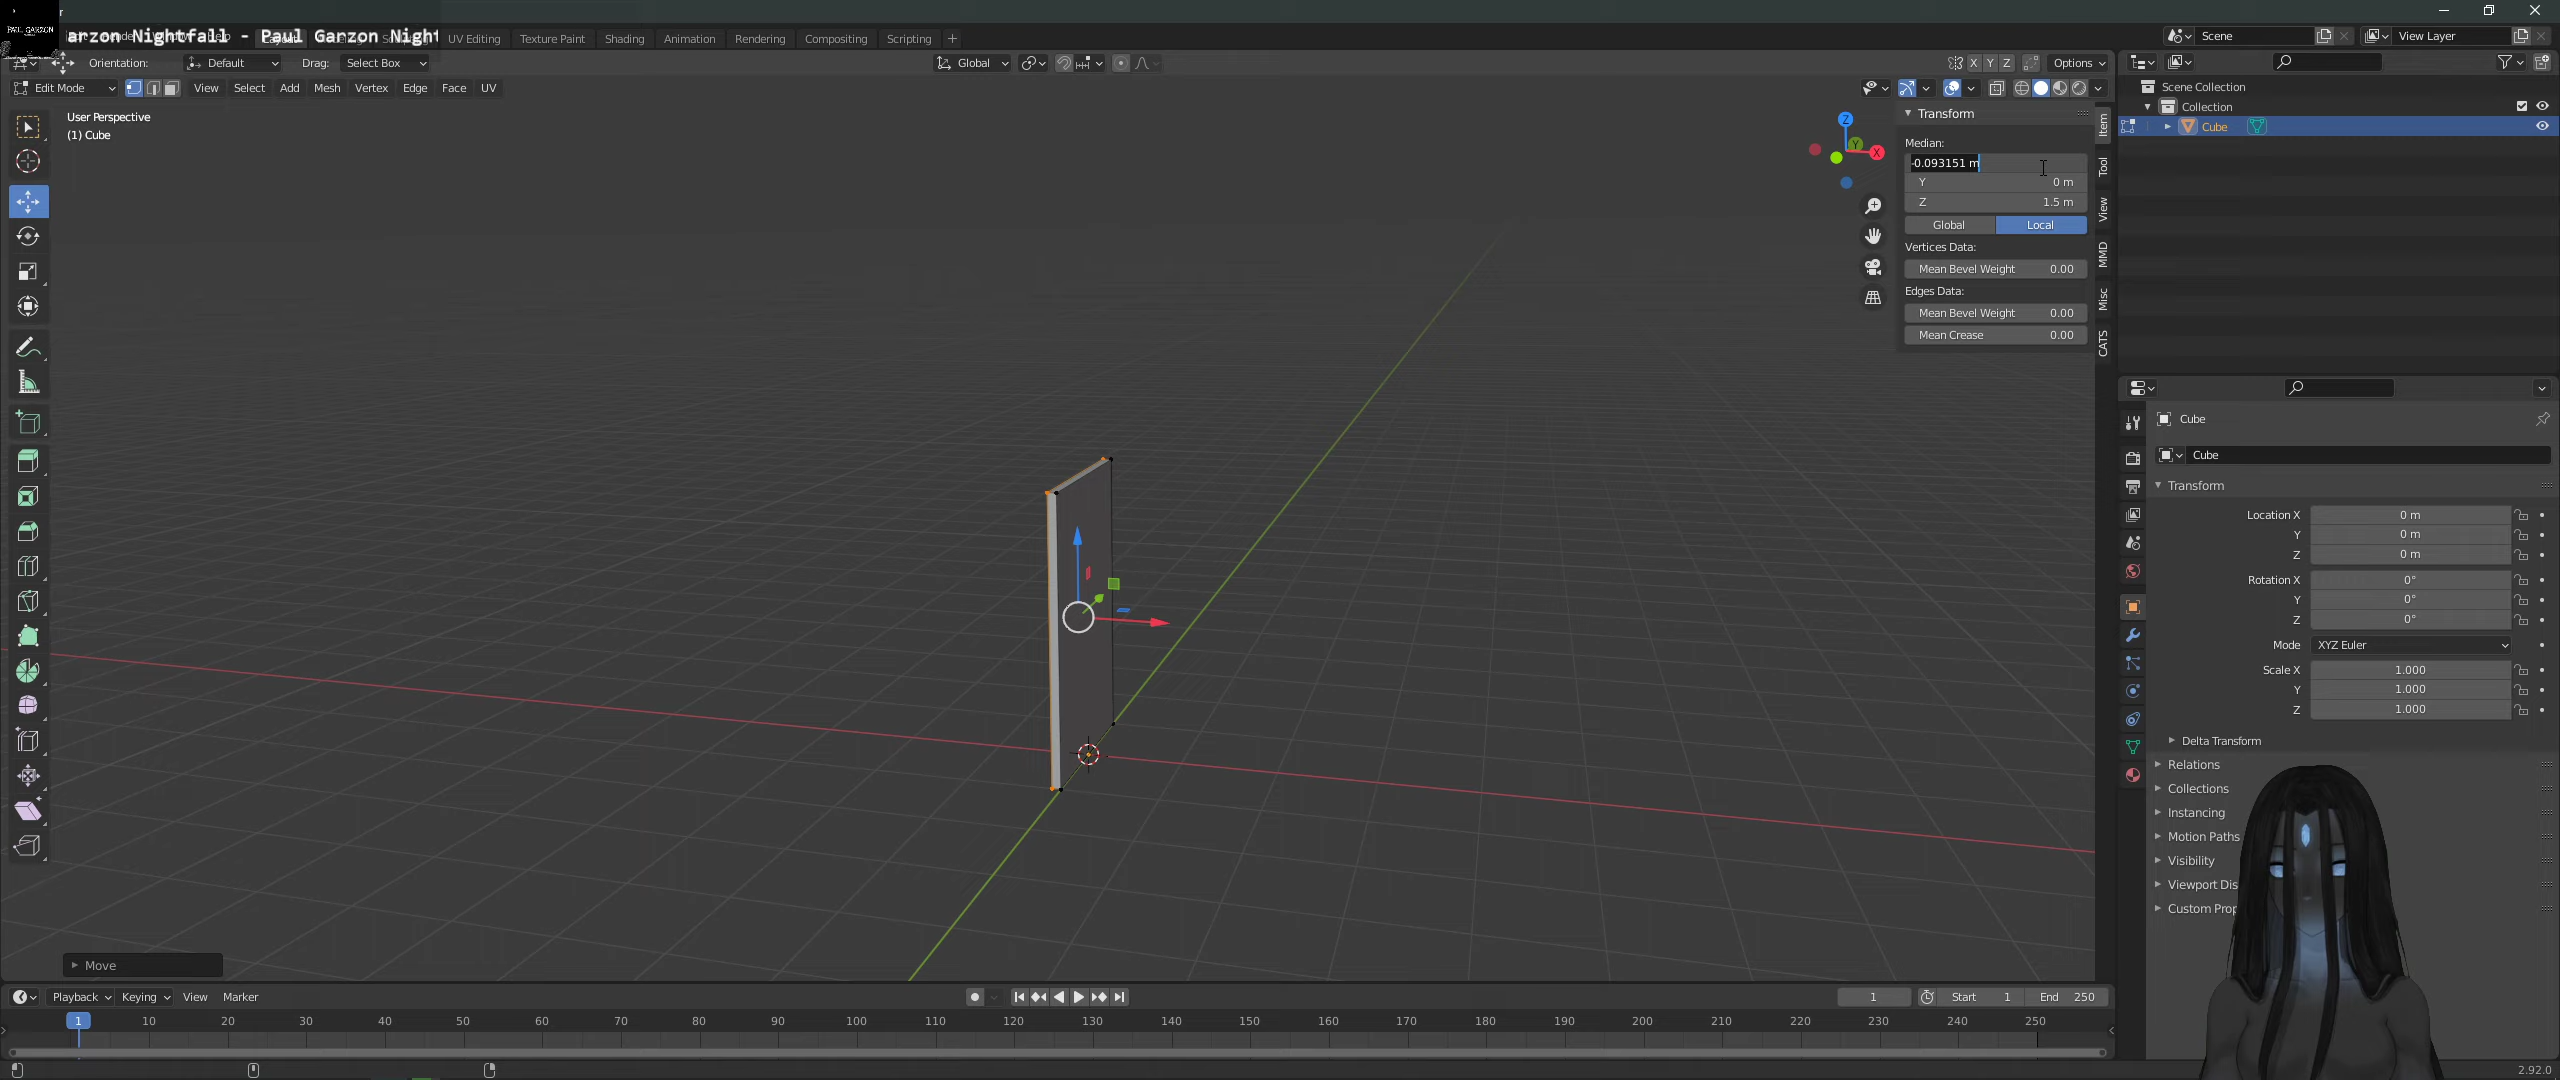 PAUL GARZON
arzon Nightfall - Paul Garzon Night
UV Editing
Texture Paint
Shading
Animation
Rendering
Compositing
Scripting
Scene
View Layer
Orientation:
Default
Drag:
Select Box
Global
X Y Z
Options
Edit Mode
View
Select
Add
Mesh
Vertex
Edge
Face
UV
User Perspective
(1) Cube
Z
Y
X
Transform
Median:
-0.093151 m
Y 0 m
Z 1.5 m
Global
Local
Vertices Data:
Mean Bevel Weight 0.00
Edges Data:
Mean Bevel Weight 0.00
Mean Crease 0.00
Item
Tool
View
MMD
Misc
CATS
Scene Collection
Collection
Cube
Cube
Cube
Transform
Location X 0 m
Y 0 m
Z 0 m
Rotation X 0°
Y 0°
Z 0°
Mode XYZ Euler
Scale X 1.000
Y 1.000
Z 1.000
Delta Transform
Relations
Collections
Instancing
Motion Paths
Visibility
Viewport Dis
Custom Prop
Move
Playback
Keying
View
Marker
1
Start 1
End 250
1 10 20 30 40 50 60 70 80 90 100 110 120 130 140 150 160 170 180 190 200 210 220 230 240 250
2.92.0